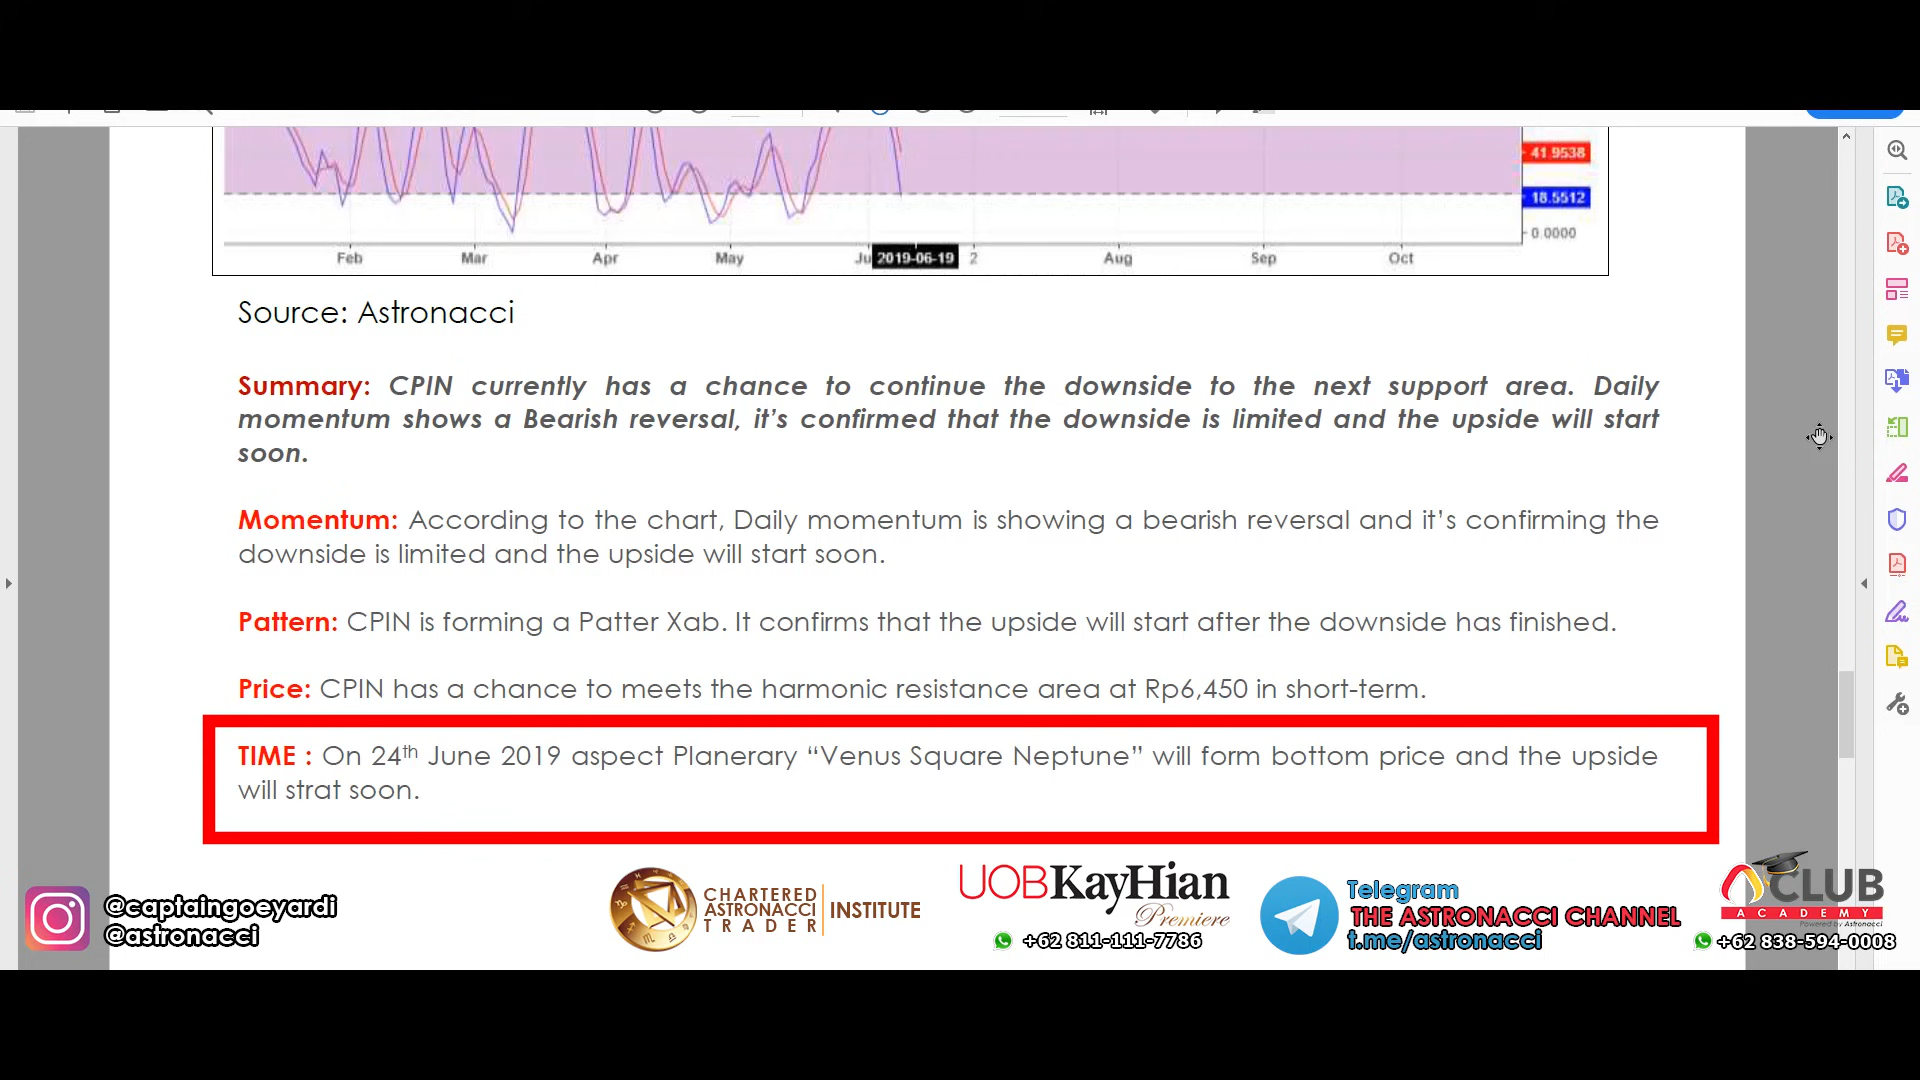 41.9538
18.5512
0.0000
Feb Mar Apr May Ju 2019-06-19 2 Aug Sep Oct
Source: Astronacci
Summary: CPIN currently has a chance to continue the downside to the next support area. Daily
momentum shows a Bearish reversal, it’s confirmed that the downside is limited and the upside will start
soon.
Momentum: According to the chart, Daily momentum is showing a bearish reversal and it’s confirming the
downside is limited and the upside will start soon.
Pattern: CPIN is forming a Patter Xab. It confirms that the upside will start after the downside has finished.
Price: CPIN has a chance to meets the harmonic resistance area at Rp6,450 in short-term.
TIME : On 24th June 2019 aspect Planerary “Venus Square Neptune” will form bottom price and the upside
will strat soon.
@captaingoeyardi
@astronacci
CHARTERED
ASTRONACCI
TRADER
INSTITUTE
UOBKayHian
Premiere
+62 811-111-7786
Telegram
THE ASTRONACCI CHANNEL
t.me/astronacci
CLUB
ACADEMY
Powered by Astronacci
+62 838-594-0008